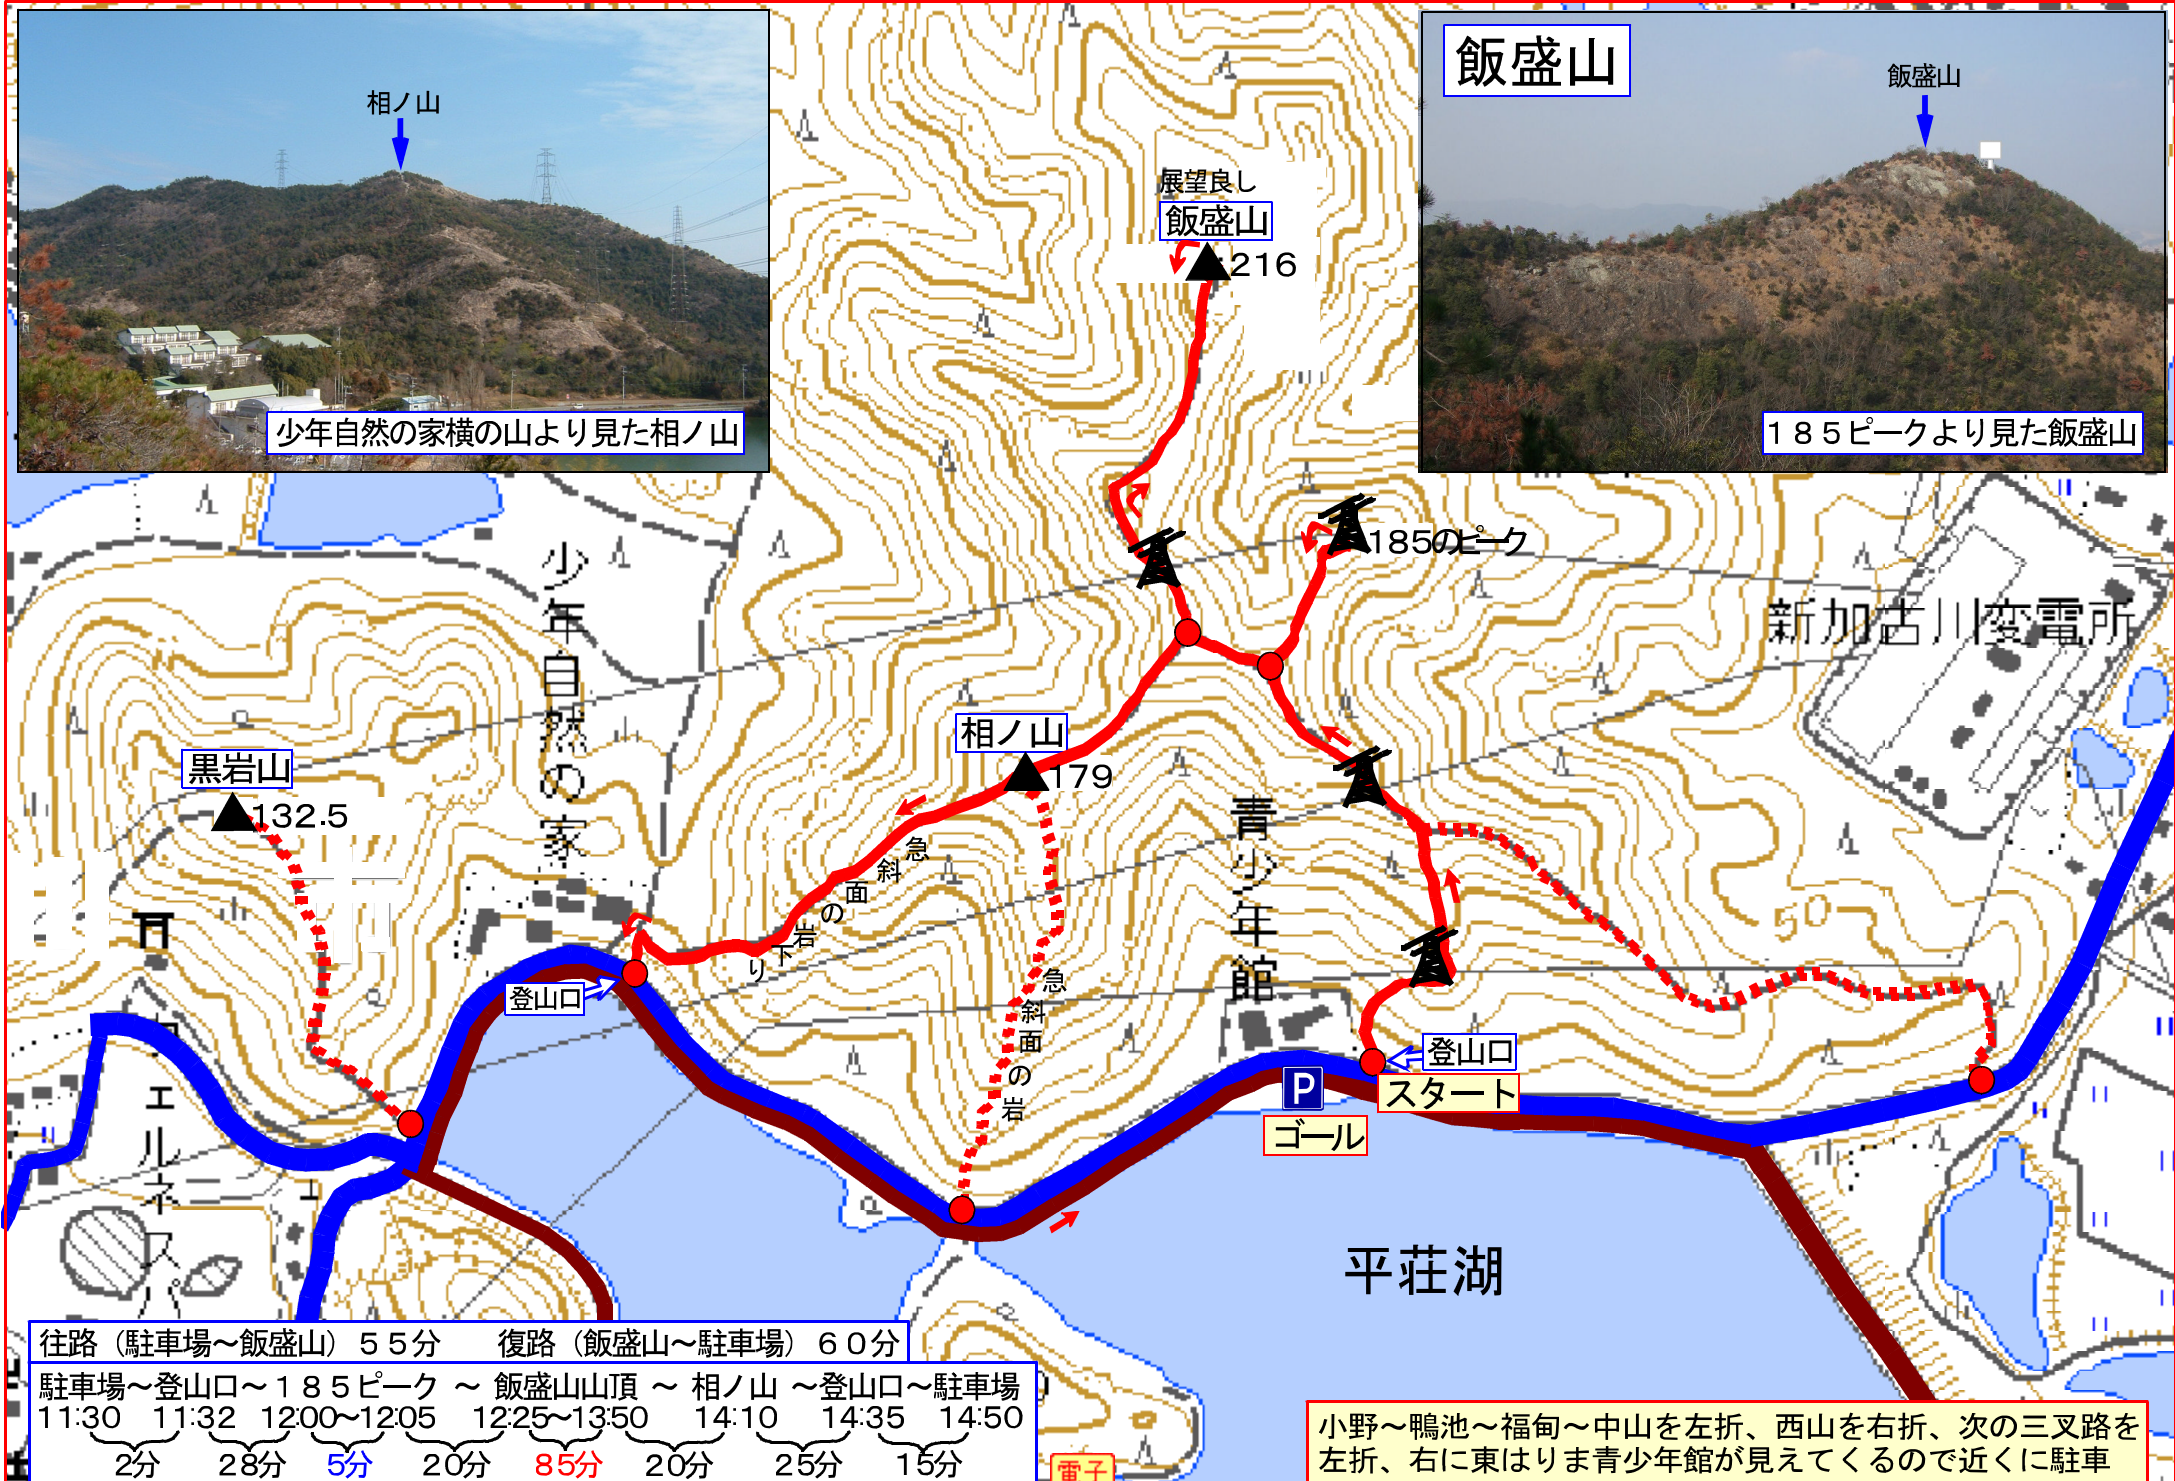 相ノ山
少年自然の家横の山より見た相ノ山
飯盛山
飯盛山
185ピークより見た飯盛山
展望良し
飯盛山
216
185のピーク
新加古川変電所
少年自然の家
相ノ山
179
黒岩山
132.5
青少年館
急斜面の岩下り
急斜面の岩
50
登山口
登山口
スタート
P
ゴール
ウェルネスパ
平荘湖
往路（駐車場～飯盛山）55分　復路（飯盛山～駐車場）60分
駐車場～登山口～185ピーク ～ 飯盛山山頂 ～ 相ノ山 ～登山口～駐車場
11:30 11:32 12:00～12:05 12:25～13:50 14:10 14:35 14:50
2分 28分 5分 20分 85分 20分 25分 15分
電子
小野～鴨池～福甸～中山を左折、西山を右折、次の三叉路を
左折、右に東はりま青少年館が見えてくるので近くに駐車